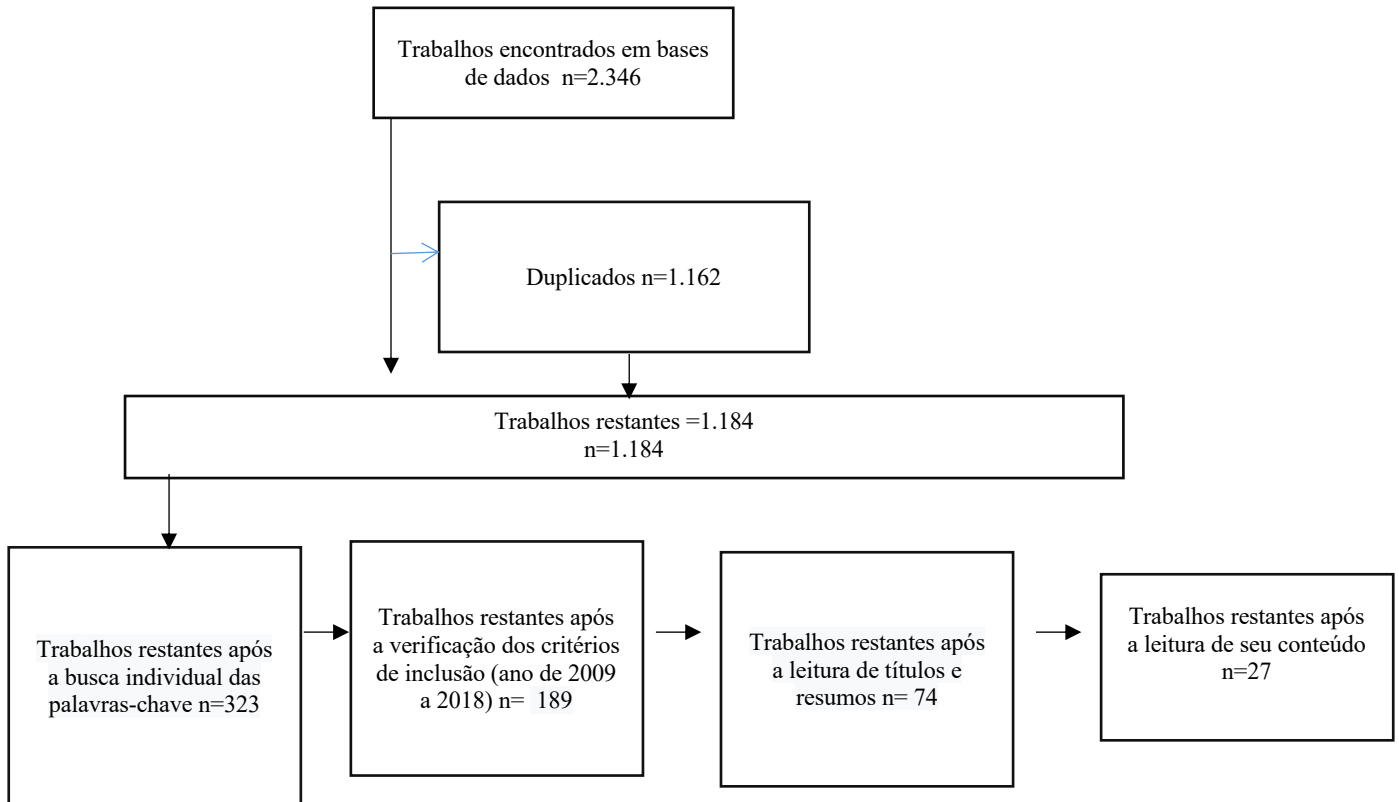 Trabalhos encontrados em bases
de dados n=2.346
Duplicados n=1.162
Trabalhos restantes =1.184
n=1.184
Trabalhos restantes após
a busca individual das
palavras-chave n=323
Trabalhos restantes após
a verificação dos critérios
de inclusão (ano de 2009
a 2018) n= 189
Trabalhos restantes após
a leitura de títulos e
resumos n= 74
Trabalhos restantes após
a leitura de seu conteúdo
n=27